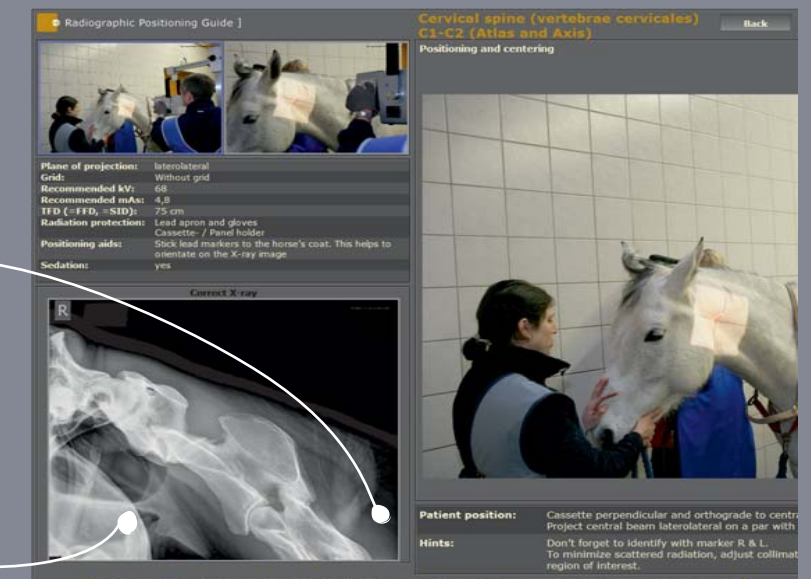 Radiographic Positioning Guide ]
Plane of projection: laterolateral
Grid: Without grid
Recommended kV: 68
Recommended mAs: 4,8
TFD (=FFD, =SID): 75 cm
Radiation protection: Lead apron and gloves
Cassette- / Panel holder
Positioning aids: Stick lead markers to the horse's coat. This helps to
orientate on the X-ray image
Sedation: yes
Correct X-ray
R
Cervical spine (vertebrae cervicales)
C1-C2 (Atlas and Axis)
Back
Positioning and centering
Patient position: Cassette perpendicular and orthograde to centr
Project central beam laterolateral on a par with
Hints: Don't forget to identify with marker R & L.
To minimize scattered radiation, adjust collimat
region of interest.